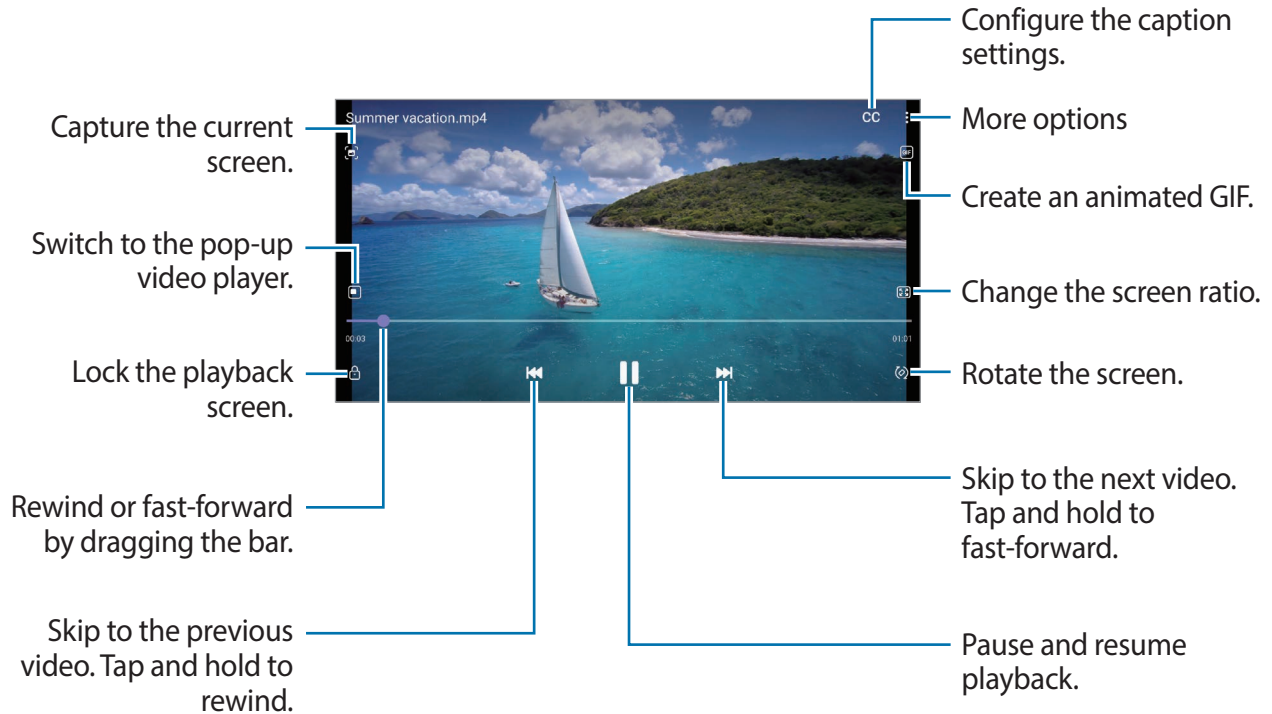 Configure the caption
settings.
Summer vacation.mp4
CC
Capture the current
screen.
More options
GIF
Create an animated GIF.
Switch to the pop-up
video player.
Change the screen ratio.
00:03
01:01
Lock the playback
screen.
Rotate the screen.
Rewind or fast-forward
by dragging the bar.
Skip to the next video.
Tap and hold to
fast-forward.
Skip to the previous
video. Tap and hold to
rewind.
Pause and resume
playback.